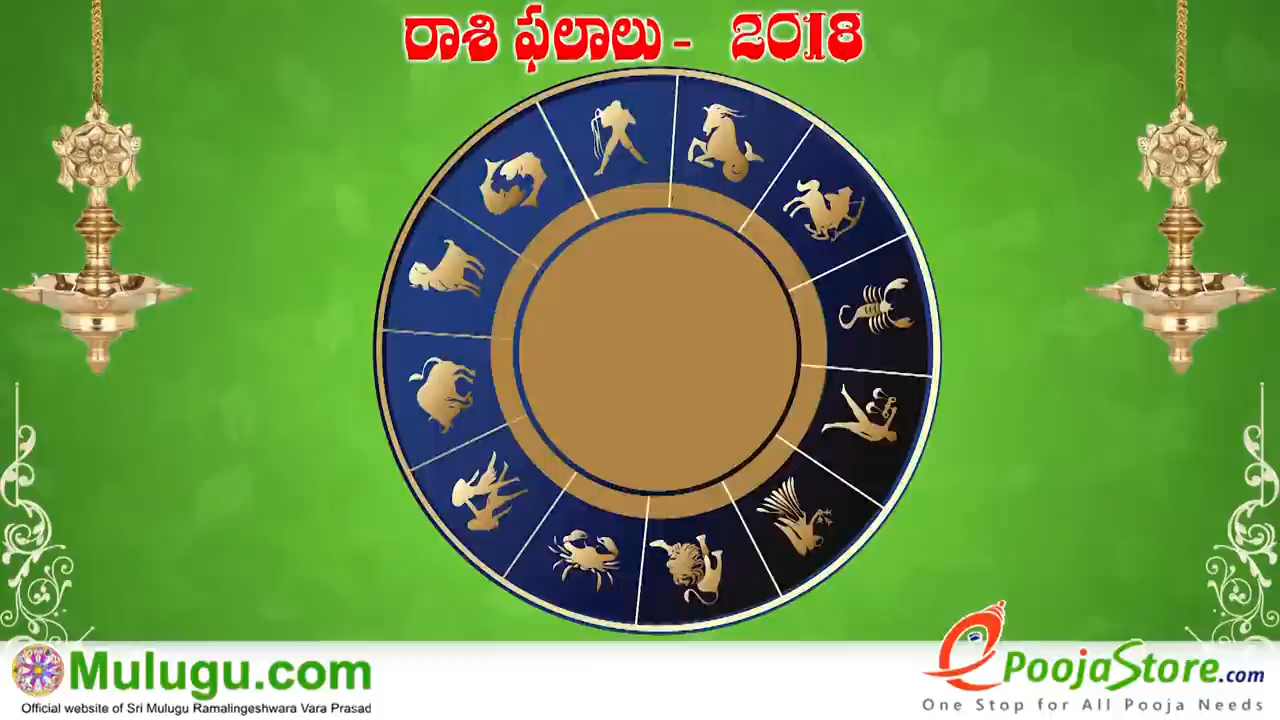 రాశి ఫలాలు - 2018
Mulugu.com
Official website of Sri Mulugu Ramalingeshwara Vara Prasad
ePoojaStore.com
One Stop for All Pooja Needs